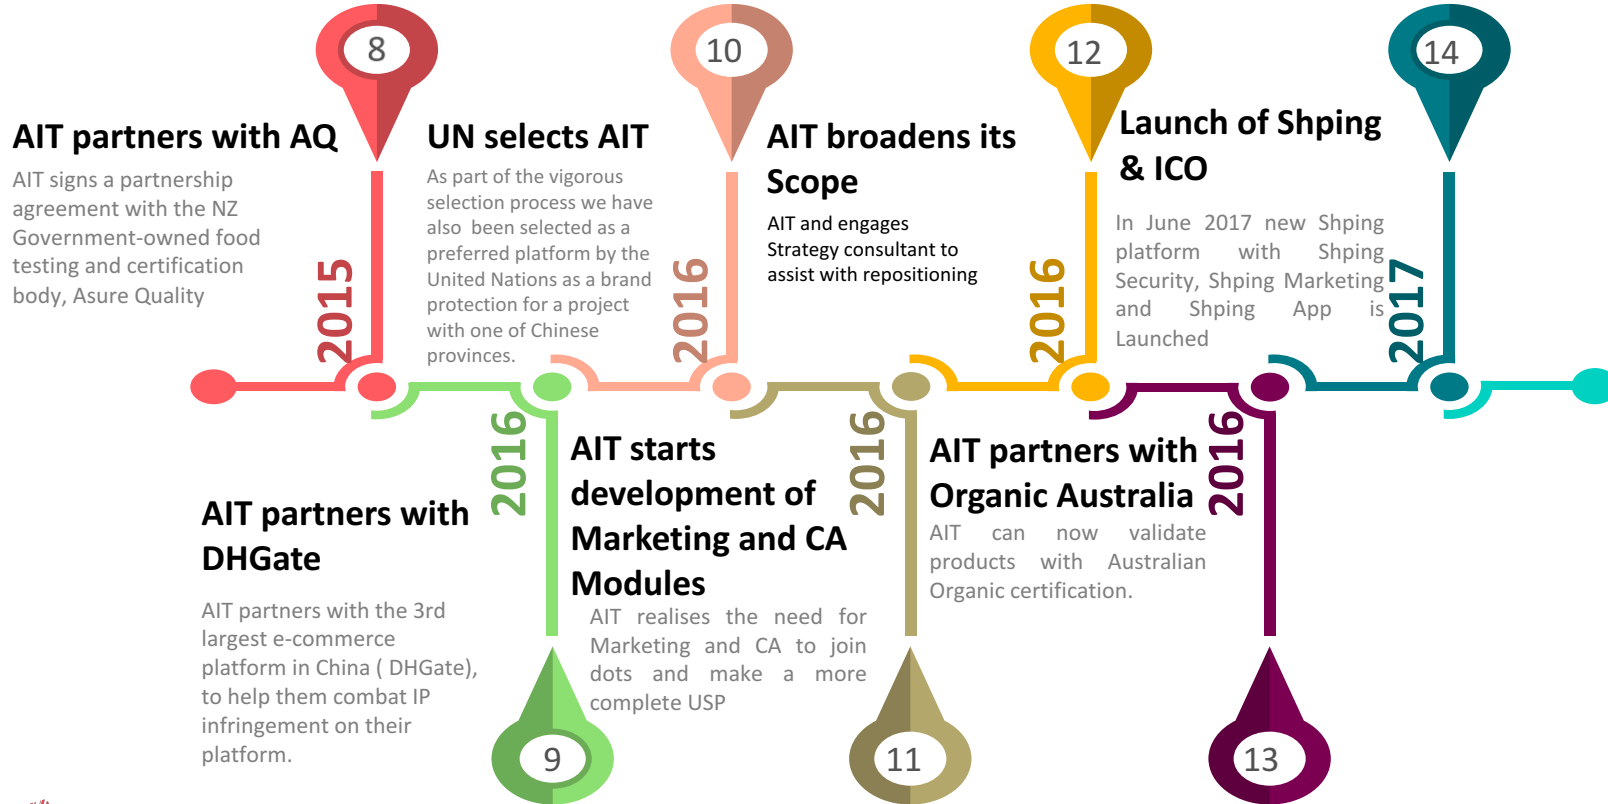 8
AIT partners with AQ
AIT signs a partnership
agreement with the NZ
Government-owned food
testing and certification
body, Asure Quality
2015
9
AIT partners with
DHGate
AIT partners with the 3rd
largest e-commerce
platform in China ( DHGate),
to help them combat IP
infringement on their
platform.
2016
10
UN selects AIT
As part of the vigorous
selection process we have
also been selected as a
preferred platform by the
United Nations as a brand
protection for a project
with one of Chinese
provinces.
2016
11
AIT starts
development of
Marketing and CA
Modules
AIT realises the need for
Marketing and CA to join
dots and make a more
complete USP
2016
12
AIT broadens its
Scope
AIT and engages
Strategy consultant to
assist with repositioning
2016
13
AIT partners with
Organic Australia
AIT can now validate
products with Australian
Organic certification.
2016
14
Launch of Shping
& ICO
In June 2017 new Shping
platform with Shping
Security, Shping Marketing
and Shping App is
Launched
2017